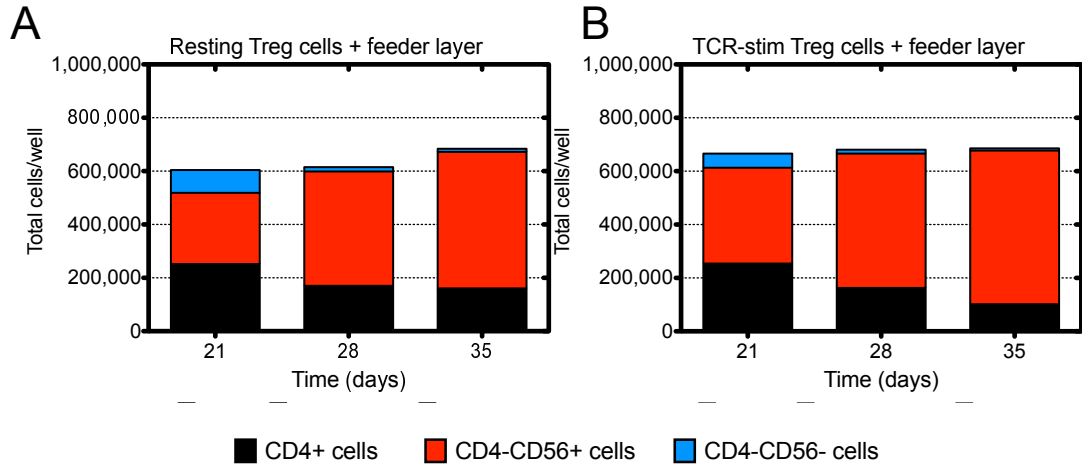 A
Resting Treg cells + feeder layer
1,000,000
800,000
600,000
400,000
200,000
0
Total cells/well
21 28 35
Time (days)
B
TCR-stim Treg cells + feeder layer
1,000,000
800,000
600,000
400,000
200,000
0
Total cells/well
21 28 35
Time (days)
CD4+ cells CD4-CD56+ cells CD4-CD56- cells